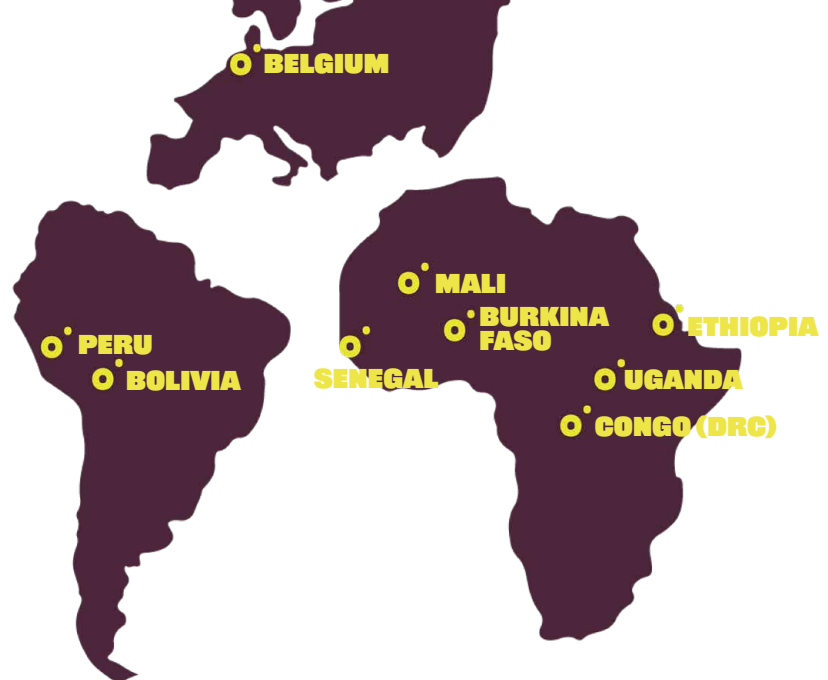 BELGIUM
MALI
BURKINA
FASO
ETHIOPIA
PERU
BOLIVIA
SENEGAL
UGANDA
CONGO (DRC)